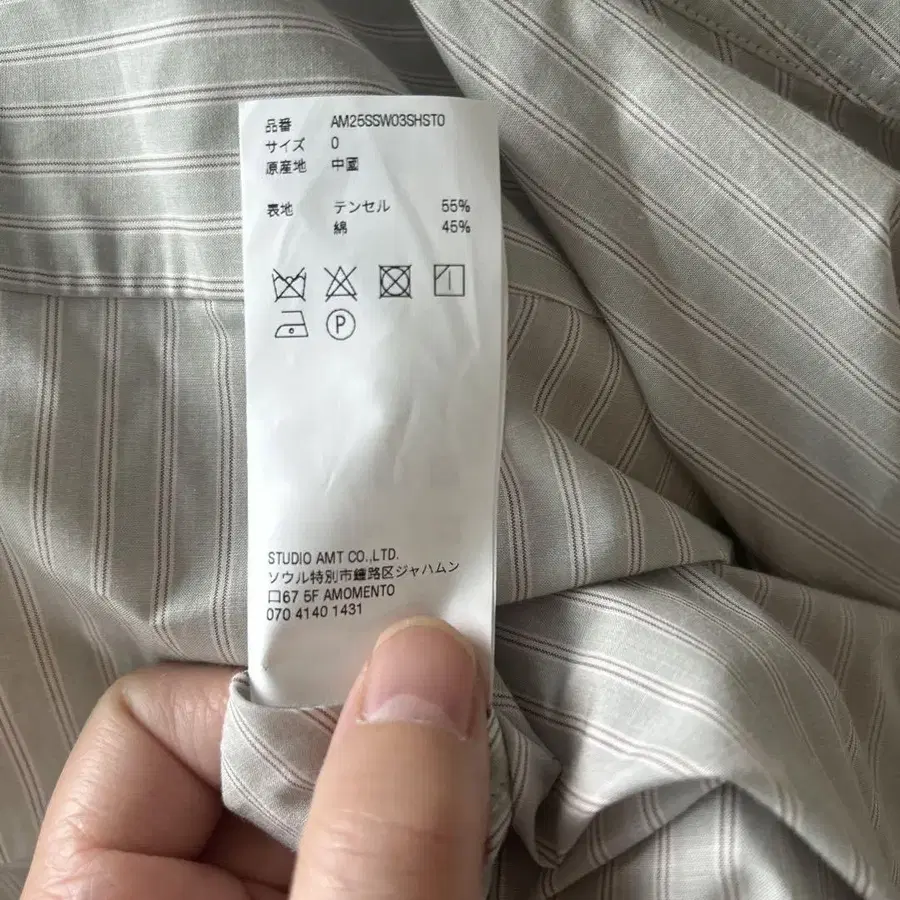 品番 AM25SSW03SHST0
サイズ 0
原産地 中國
表地 テンセル 55%
綿 45%
P
STUDIO AMT CO.,LTD.
ソウル特別市鐘路区ジャハムン
口67 5F AMOMENTO
070 4140 1431